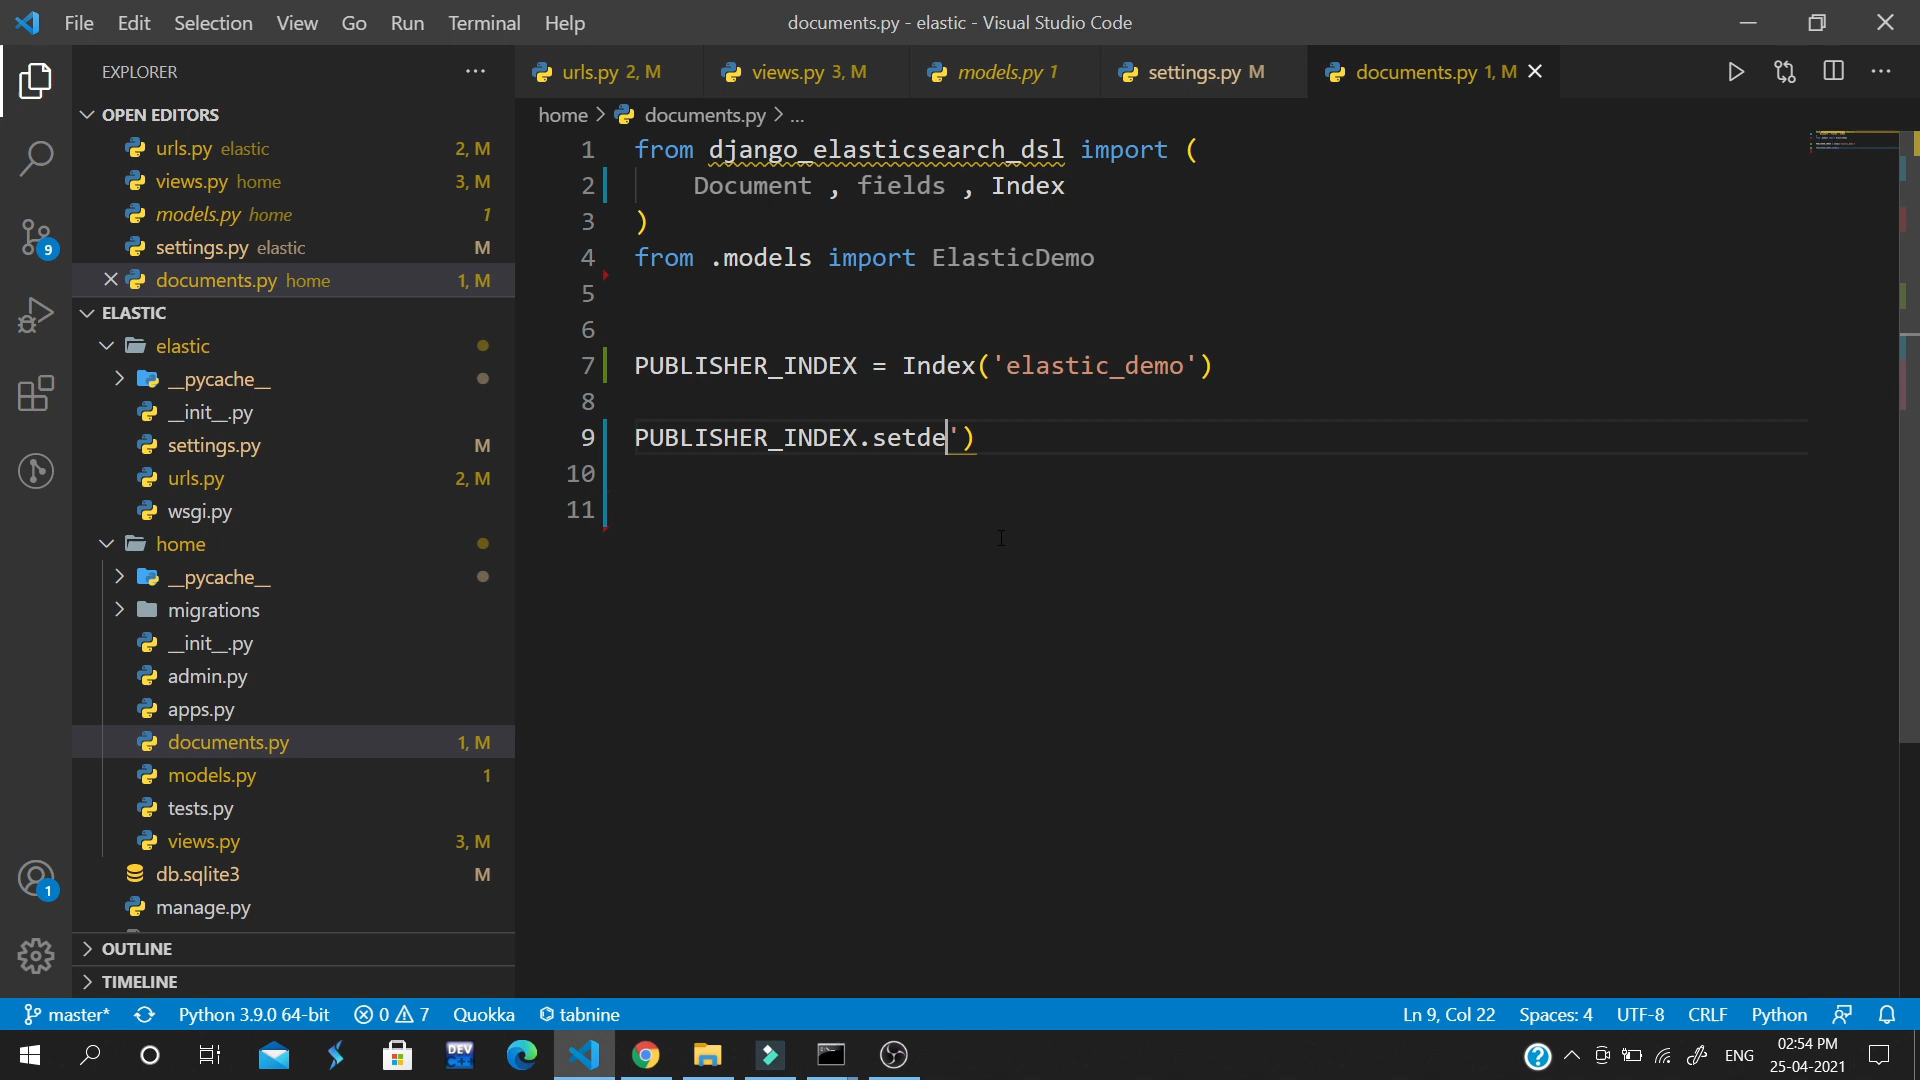 File Edit Selection View Go Run Terminal Help
documents.py - elastic - Visual Studio Code
EXPLORER
urls.py 2, M
views.py 3, M
models.py 1
settings.py M
documents.py 1, M
home > documents.py > ...
OPEN EDITORS
urls.py elastic 2, M
views.py home 3, M
models.py home 1
settings.py elastic M
documents.py home 1, M
ELASTIC
elastic
__pycache__
__init__.py
settings.py M
urls.py 2, M
wsgi.py
home
__pycache__
migrations
__init__.py
admin.py
apps.py
documents.py 1, M
models.py 1
tests.py
views.py 3, M
db.sqlite3 M
manage.py
OUTLINE
TIMELINE
9
1
1 from django_elasticsearch_dsl import (
2 Document , fields , Index
3 )
4 from .models import ElasticDemo
5
6
7 PUBLISHER_INDEX = Index('elastic_demo')
8
9 PUBLISHER_INDEX.setde')
10
11
master* Python 3.9.0 64-bit 0 7 Quokka tabnine
Ln 9, Col 22 Spaces: 4 UTF-8 CRLF Python
DEV C++
ENG
02:54 PM
25-04-2021